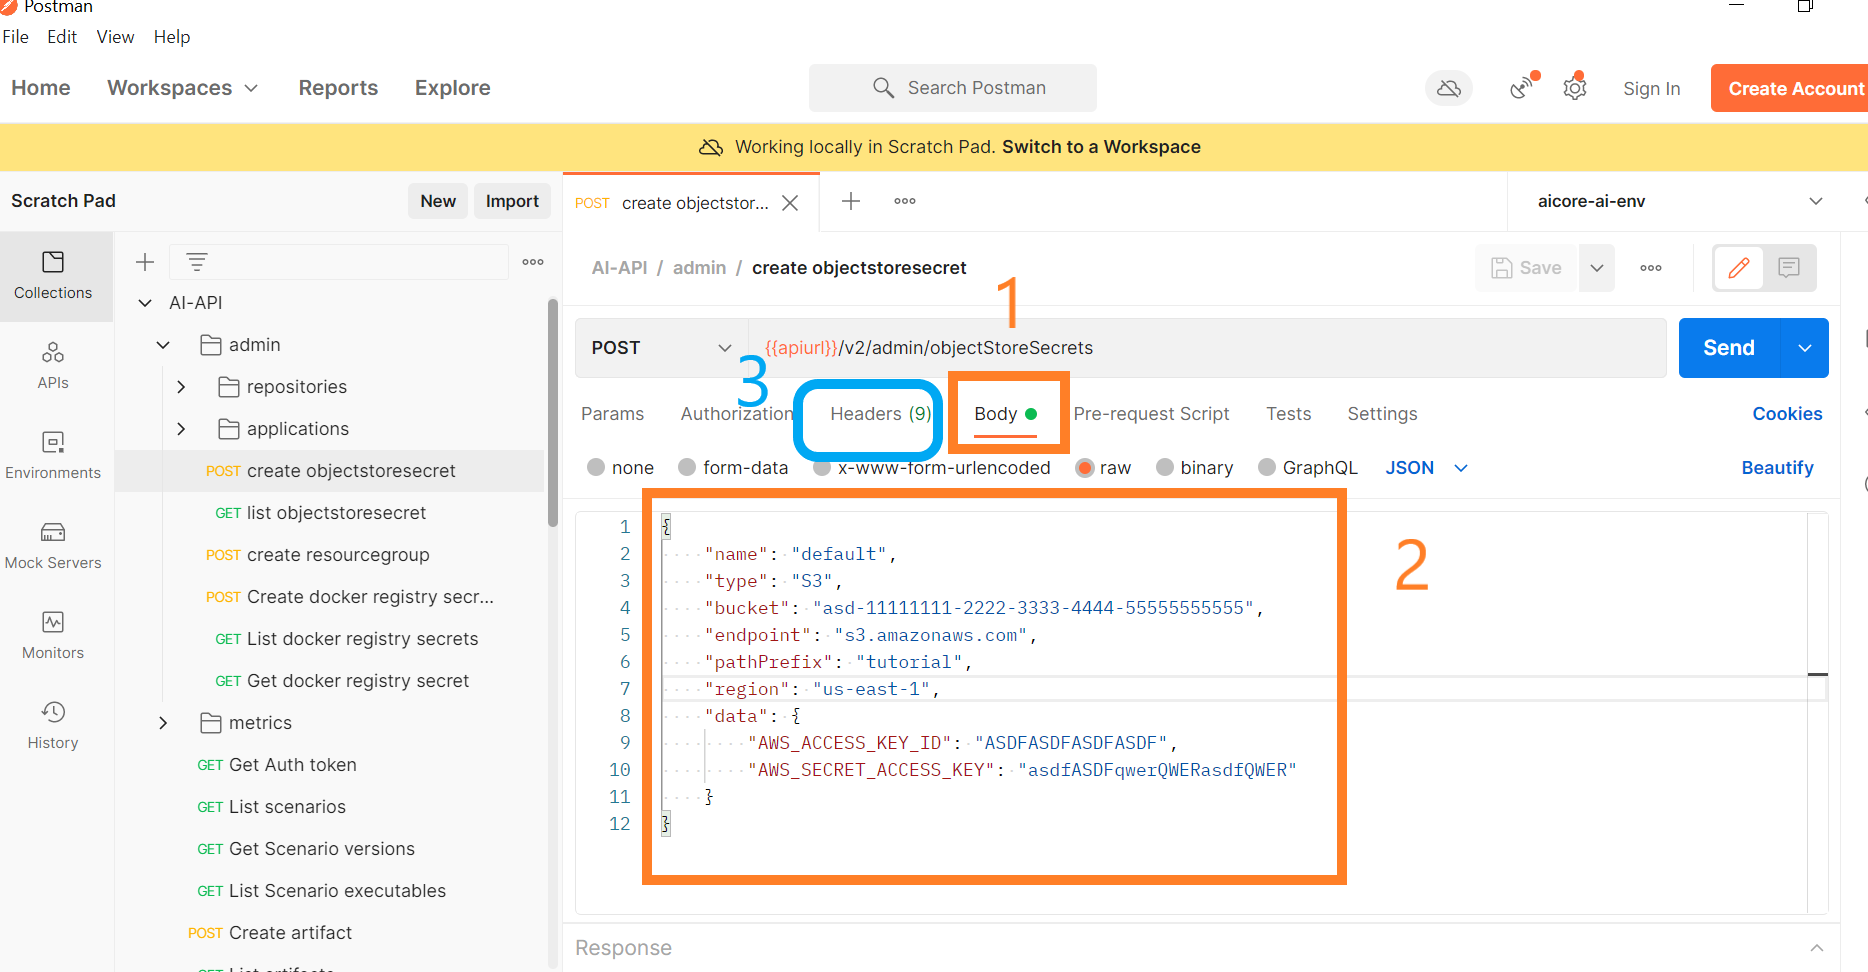 Postman
File Edit View Help
Home Workspaces Reports Explore Search Postman Sign In Create Account
Working locally in Scratch Pad. Switch to a Workspace
Scratch Pad New Import POST create objectstor... aicore-ai-env
Collections
APIs
Environments
Mock Servers
Monitors
History
AI-API
admin
repositories
applications
POST create objectstoresecret
GET list objectstoresecret
POST create resourcegroup
POST Create docker registry secr...
GET List docker registry secrets
GET Get docker registry secret
metrics
GET Get Auth token
GET List scenarios
GET Get Scenario versions
GET List Scenario executables
POST Create artifact
GET List artifacts
AI-API / admin / create objectstoresecret Save
1
POST {{apiurl}}/v2/admin/objectStoreSecrets Send
3
Params Authorization Headers (9) Body Pre-request Script Tests Settings Cookies
none form-data x-www-form-urlencoded raw binary GraphQL JSON Beautify
2
1 {
2 "name": "default",
3 "type": "S3",
4 "bucket": "asd-11111111-2222-3333-4444-55555555555",
5 "endpoint": "s3.amazonaws.com",
6 "pathPrefix": "tutorial",
7 "region": "us-east-1",
8 "data": {
9 "AWS_ACCESS_KEY_ID": "ASDFASDFASDFASDF",
10 "AWS_SECRET_ACCESS_KEY": "asdfASDFqwerQWERasdfQWER"
11 }
12 }
Response